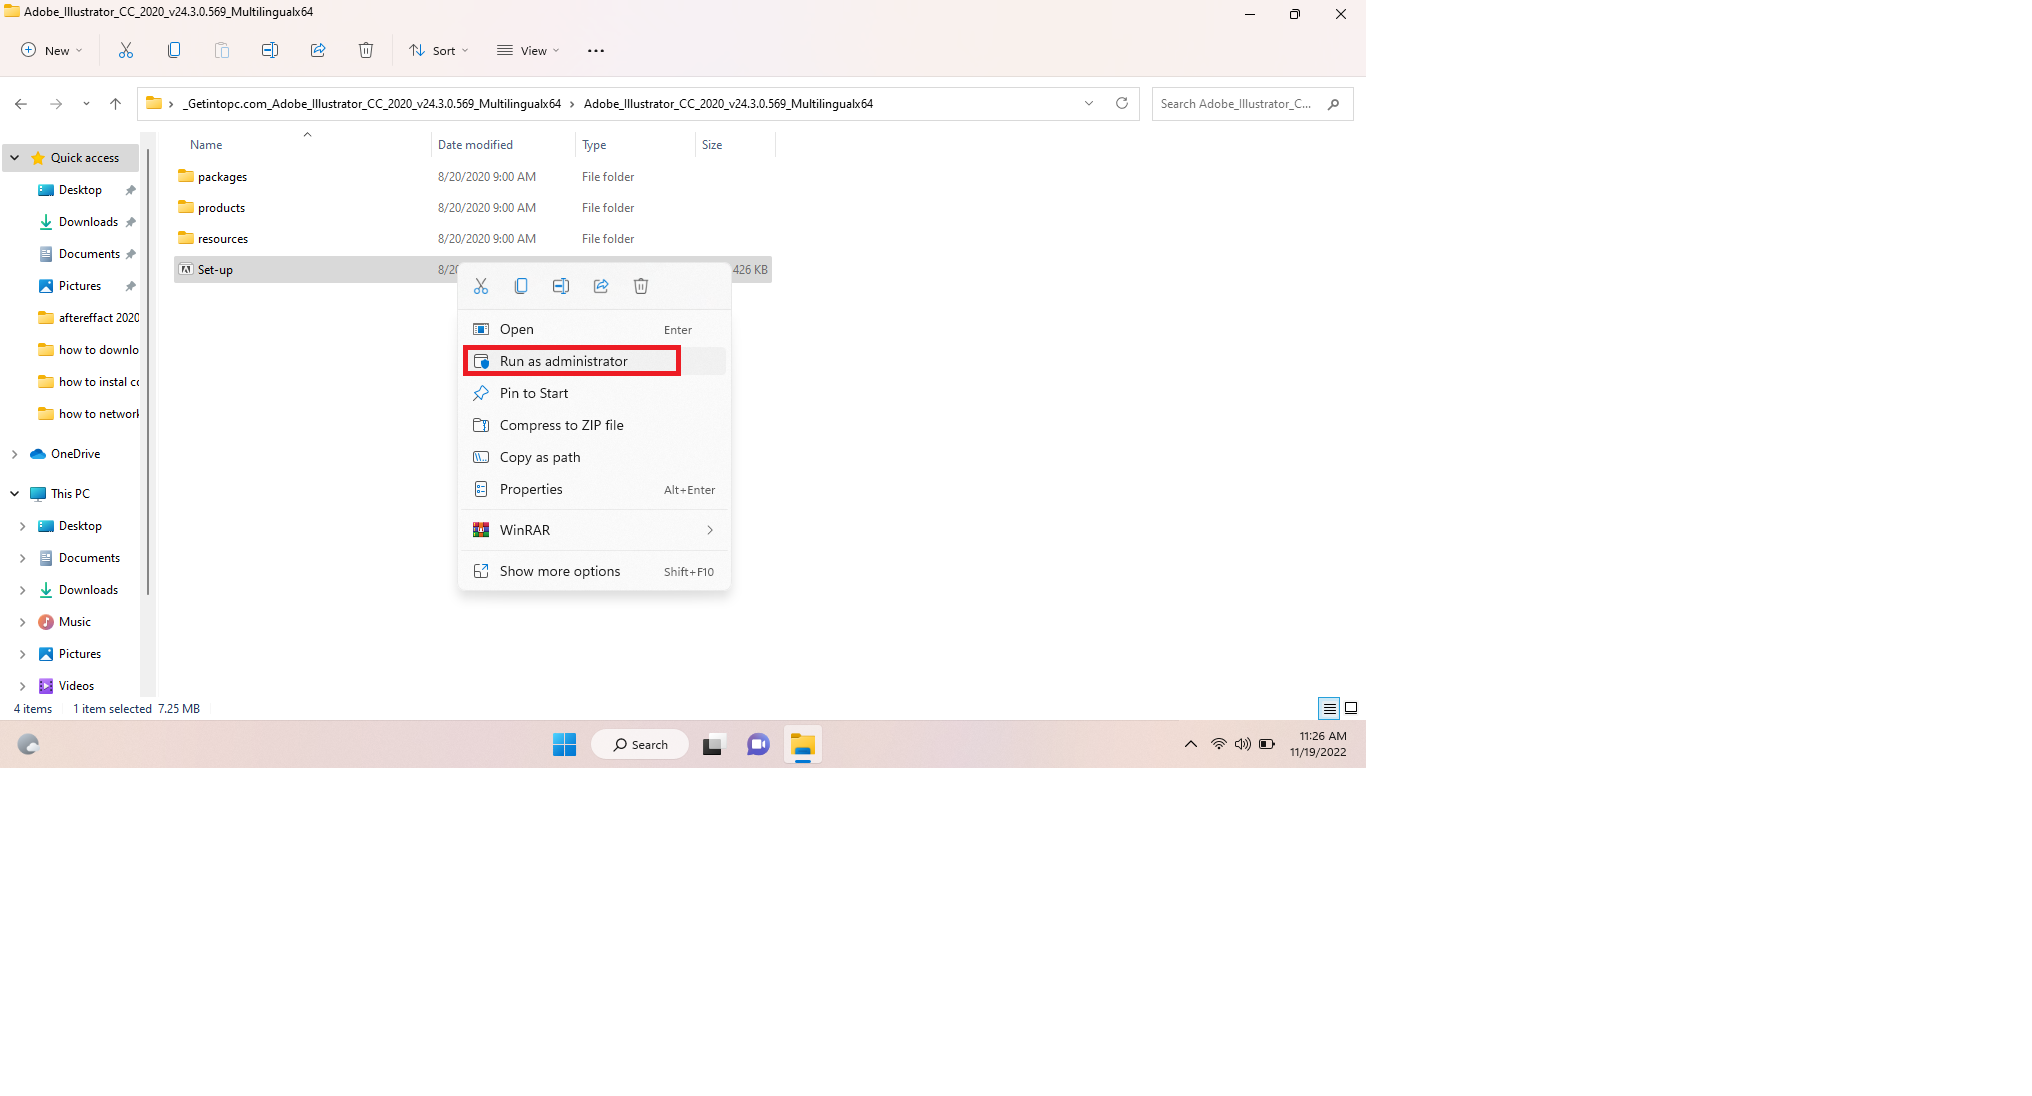 Adobe_Illustrator_CC_2020_v24.3.0.569_Multilingualx64
New
Sort
View
_Getintopc.com_Adobe_Illustrator_CC_2020_v24.3.0.569_Multilingualx64 > Adobe_Illustrator_CC_2020_v24.3.0.569_Multilingualx64
Search Adobe_Illustrator_C...
Name Date modified Type Size
packages 8/20/2020 9:00 AM File folder
products 8/20/2020 9:00 AM File folder
resources 8/20/2020 9:00 AM File folder
Set-up 8/20 426 KB
Quick access
Desktop
Downloads
Documents
Pictures
aftereffact 2020
how to downlo
how to instal co
how to network
OneDrive
This PC
Desktop
Documents
Downloads
Music
Pictures
Videos
Open Enter
Run as administrator
Pin to Start
Compress to ZIP file
Copy as path
Properties Alt+Enter
WinRAR
Show more options Shift+F10
4 items 1 item selected 7.25 MB
Search
11:26 AM
11/19/2022